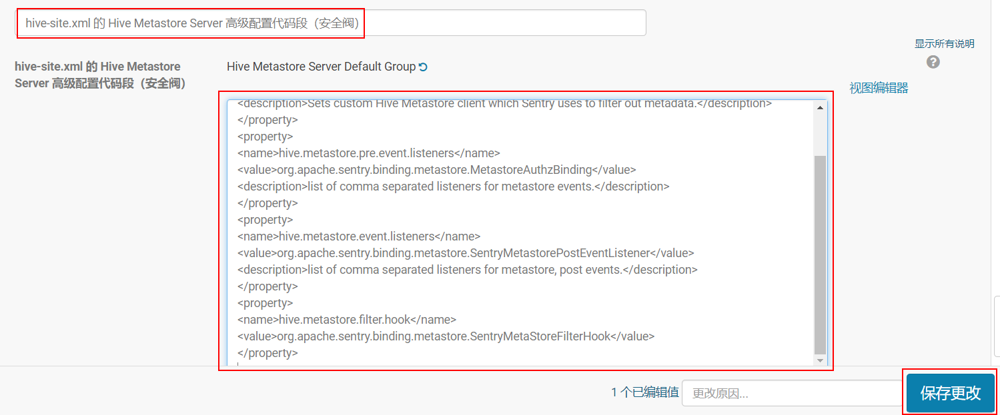 hive-site.xml 的 Hive Metastore Server 高级配置代码段（安全阀）
显示所有说明
hive-site.xml 的 Hive Metastore
Server 高级配置代码段（安全阀）
Hive Metastore Server Default Group
视图编辑器
<description>Sets custom Hive Metastore client which Sentry uses to filter out metadata.</description>
</property>
<property>
<name>hive.metastore.pre.event.listeners</name>
<value>org.apache.sentry.binding.metastore.MetastoreAuthzBinding</value>
<description>list of comma separated listeners for metastore events.</description>
</property>
<property>
<name>hive.metastore.event.listeners</name>
<value>org.apache.sentry.binding.metastore.SentryMetastorePostEventListener</value>
<description>list of comma separated listeners for metastore, post events.</description>
</property>
<property>
<name>hive.metastore.filter.hook</name>
<value>org.apache.sentry.binding.metastore.SentryMetaStoreFilterHook</value>
</property>
1 个已编辑值
更改原因...
保存更改